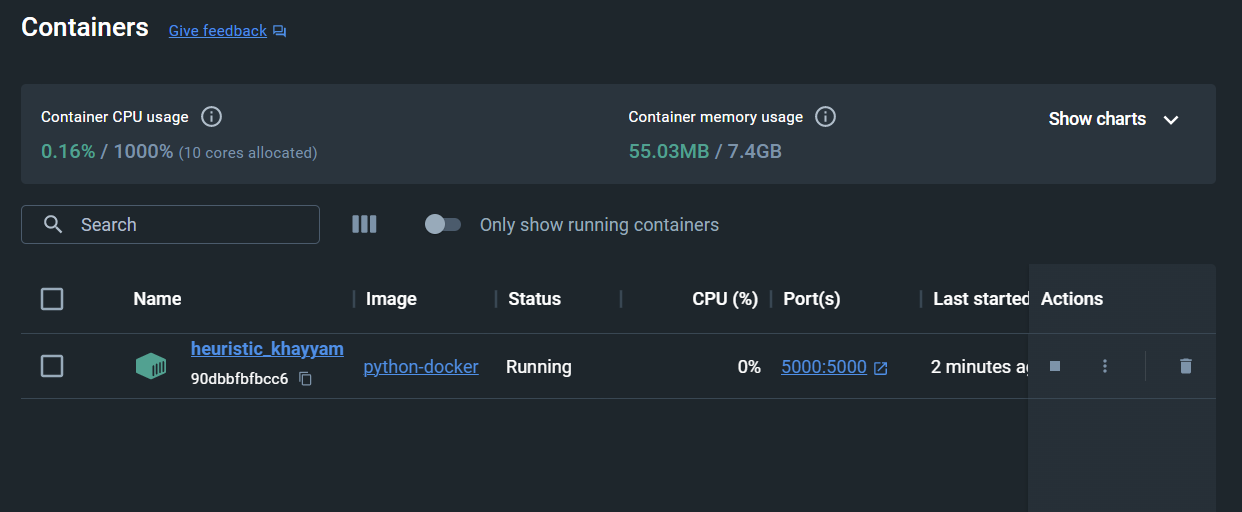 Containers Give feedback
Container CPU usage
0.16% / 1000% (10 cores allocated)
Container memory usage
55.03MB / 7.4GB
Show charts
Search
Only show running containers
Name Image Status CPU (%) Port(s) Last started Actions
heuristic_khayyam
90dbbfbfbcc6
python-docker Running 0% 5000:5000 2 minutes a